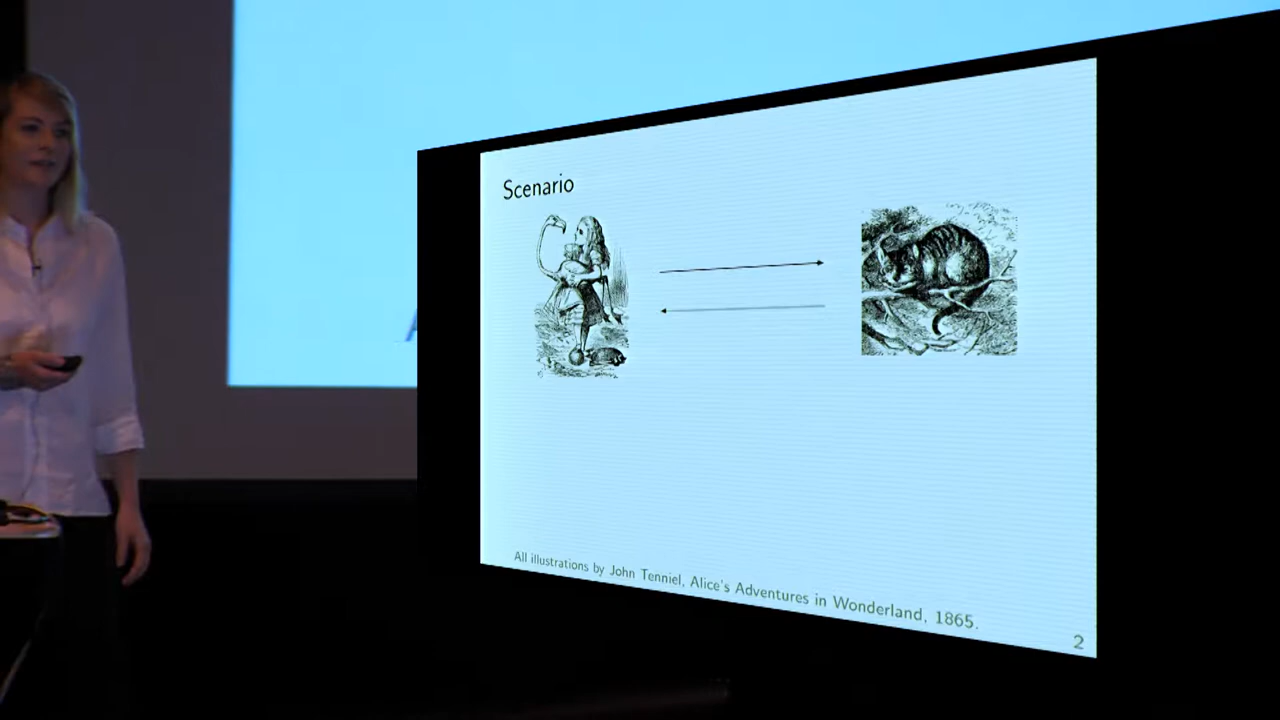 Scenario
All illustrations by John Tenniel, Alice's Adventures in Wonderland, 1865.
2